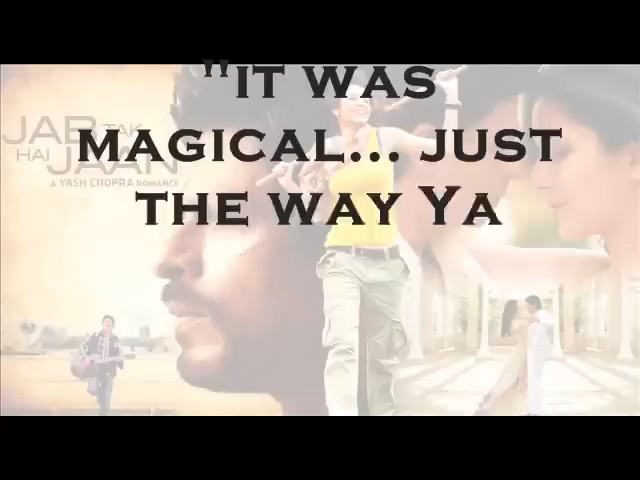 "IT WAS
MAGICAL... JUST
THE WAY YA
JAB TAK
HAI JAAN
A YASH CHOPRA ROMANCE